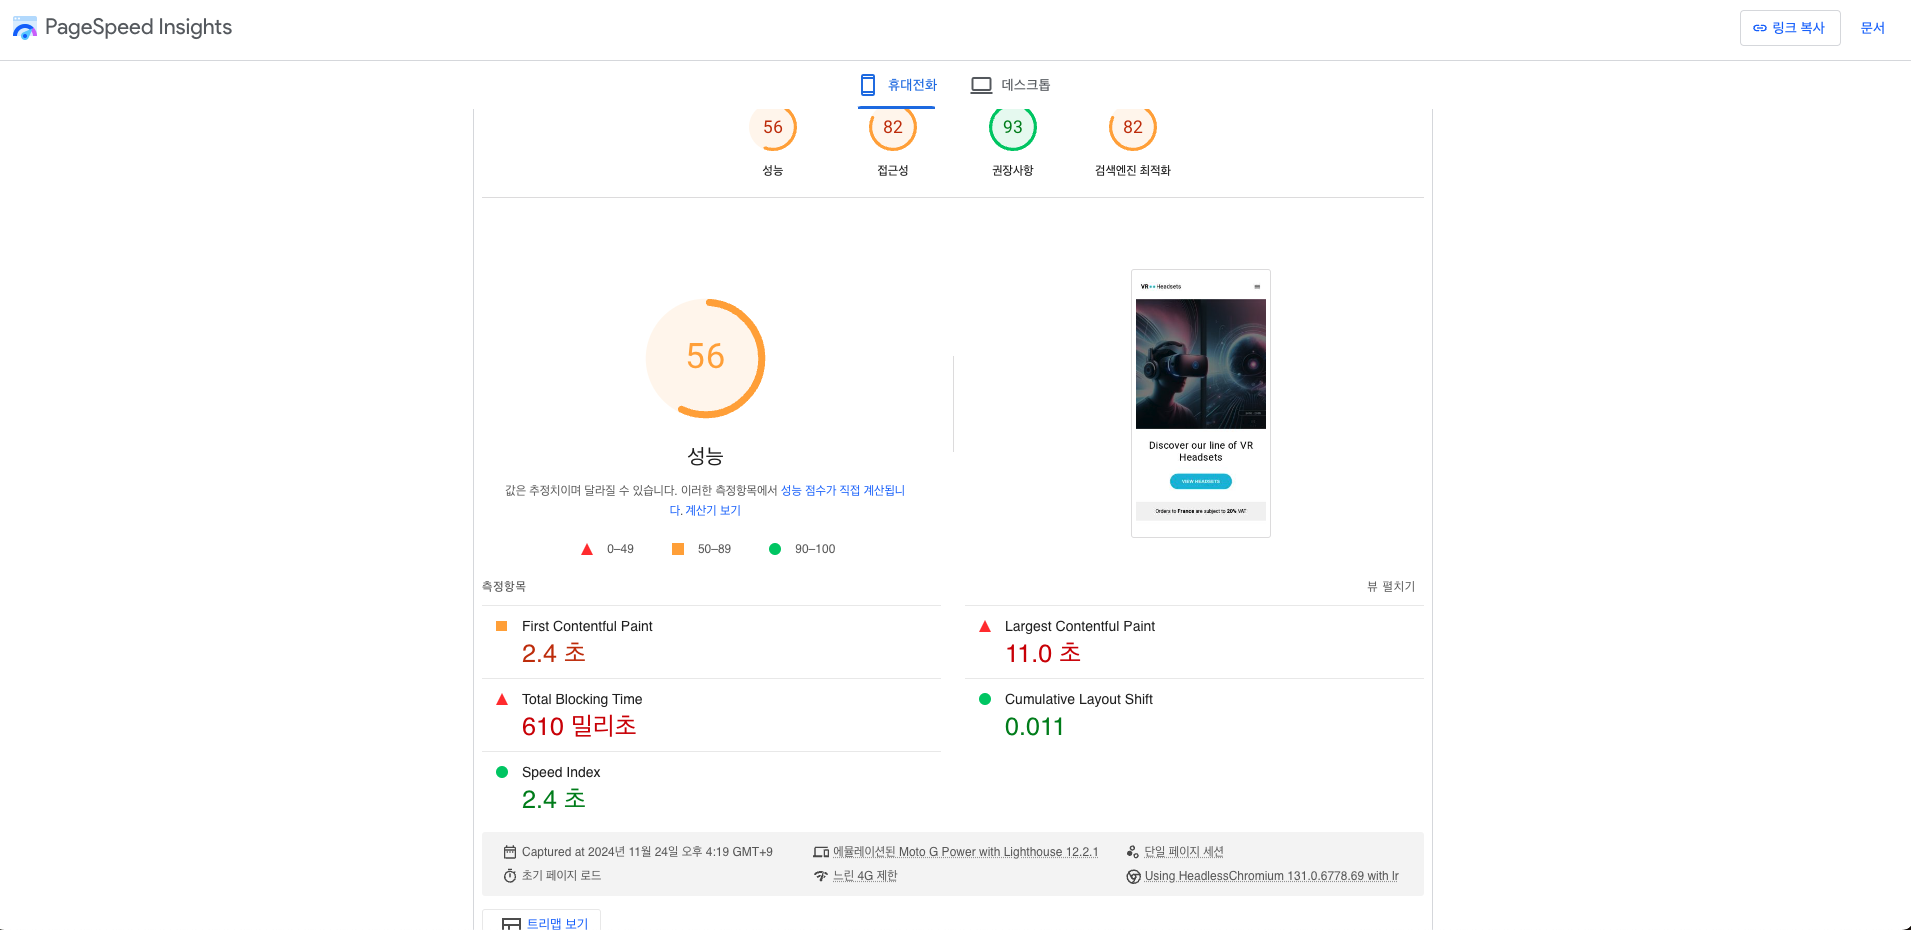 PageSpeed Insights
링크 복사
문서
휴대전화
데스크톱
56
82
93
82
성능
접근성
권장사항
검색엔진 최적화
56
성능
값은 추정치이며 달라질 수 있습니다. 이러한 측정항목에서 성능 점수가 직접 계산됩니
다. 계산기 보기
0–49
50–89
90–100
VR Headsets
Discover our line of VR
Headsets
VIEW HEADSETS
Orders to France are subject to 20% VAT
측정항목
뷰 펼치기
First Contentful Paint
2.4 초
Largest Contentful Paint
11.0 초
Total Blocking Time
610 밀리초
Cumulative Layout Shift
0.011
Speed Index
2.4 초
Captured at 2024년 11월 24일 오후 4:19 GMT+9
에뮬레이션된 Moto G Power with Lighthouse 12.2.1
단일 페이지 세션
초기 페이지 로드
느린 4G 제한
Using HeadlessChromium 131.0.6778.69 with lr
트리맵 보기